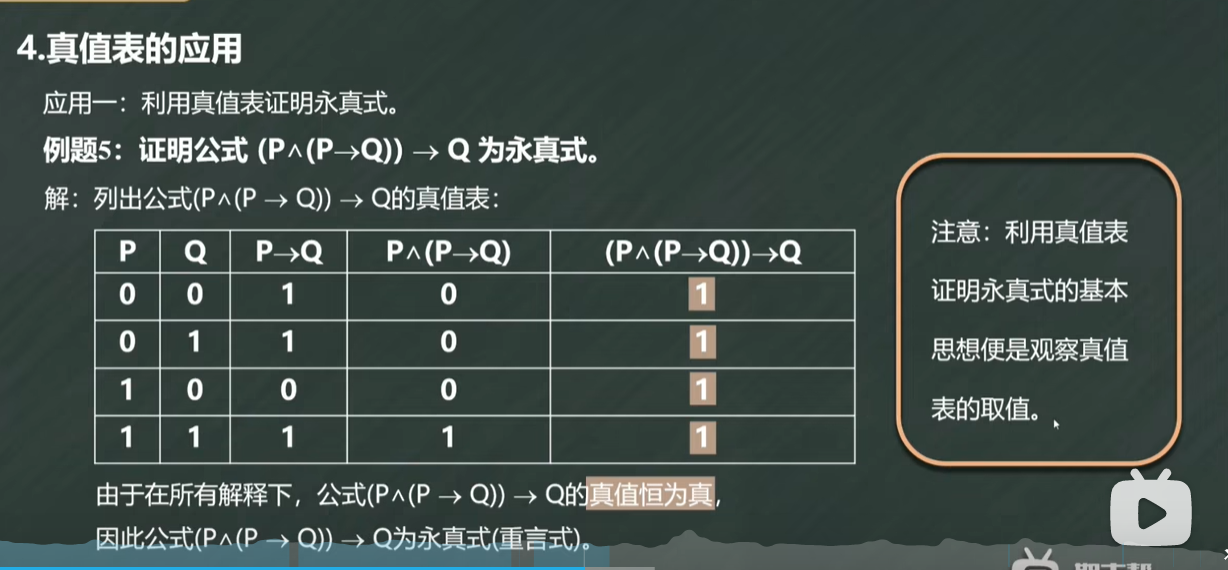 4.真值表的应用
应用一：利用真值表证明永真式。
例题5：证明公式 (P∧(P→Q)) → Q 为永真式。
解：列出公式(P∧(P → Q)) → Q的真值表：
P Q P→Q P∧(P→Q) (P∧(P→Q))→Q
0 0 1 0 1
0 1 1 0 1
1 0 0 0 1
1 1 1 1 1
由于在所有解释下，公式(P∧(P → Q)) → Q的真值恒为真，
因此公式(P∧(P → Q)) → Q为永真式(重言式)。
注意：利用真值表
证明永真式的基本
思想便是观察真值
表的取值。